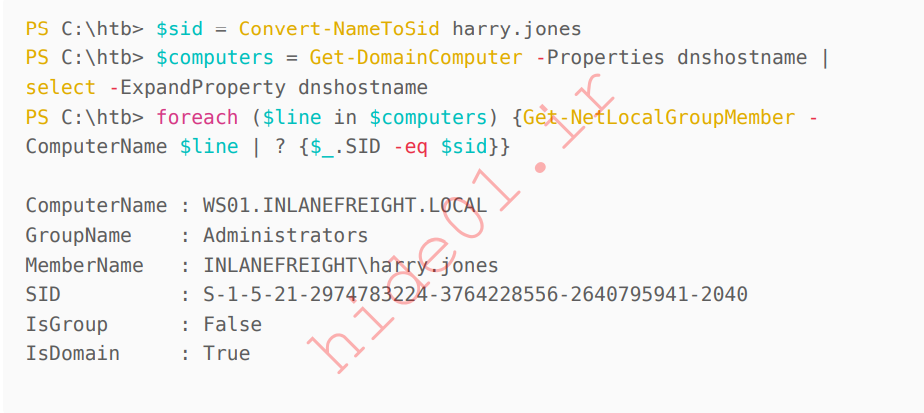 PS C:\htb> $sid = Convert-NameToSid harry.jones
PS C:\htb> $computers = Get-DomainComputer -Properties dnshostname |
select -ExpandProperty dnshostname
PS C:\htb> foreach ($line in $computers) {Get-NetLocalGroupMember -
ComputerName $line | ? {$_.SID -eq $sid}}
ComputerName : WS01.INLANEFREIGHT.LOCAL
GroupName    : Administrators
MemberName   : INLANEFREIGHT\harry.jones
SID          : S-1-5-21-2974783224-3764228556-2640795941-2040
IsGroup      : False
IsDomain     : True
hide01.ir